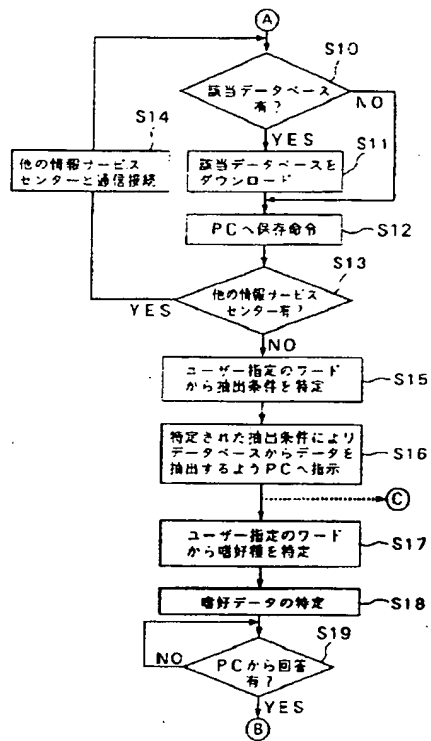 A
S10
該当データベース
有?
NO
YES
S14
他の情報サービス
センターと通信接続
S11
該当データベースを
ダウンロード
PCへ保存命令
S12
S13
他の情報サービス
センター有?
YES
NO
ユーザー指定のワード
から抽出条件を特定
S15
特定された抽出条件により
データベースからデータを
抽出するようPCへ指示
S16
C
ユーザー指定のワード
から嗜好種を特定
S17
嗜好データの特定
S18
S19
NO
PCから回答
有?
YES
B